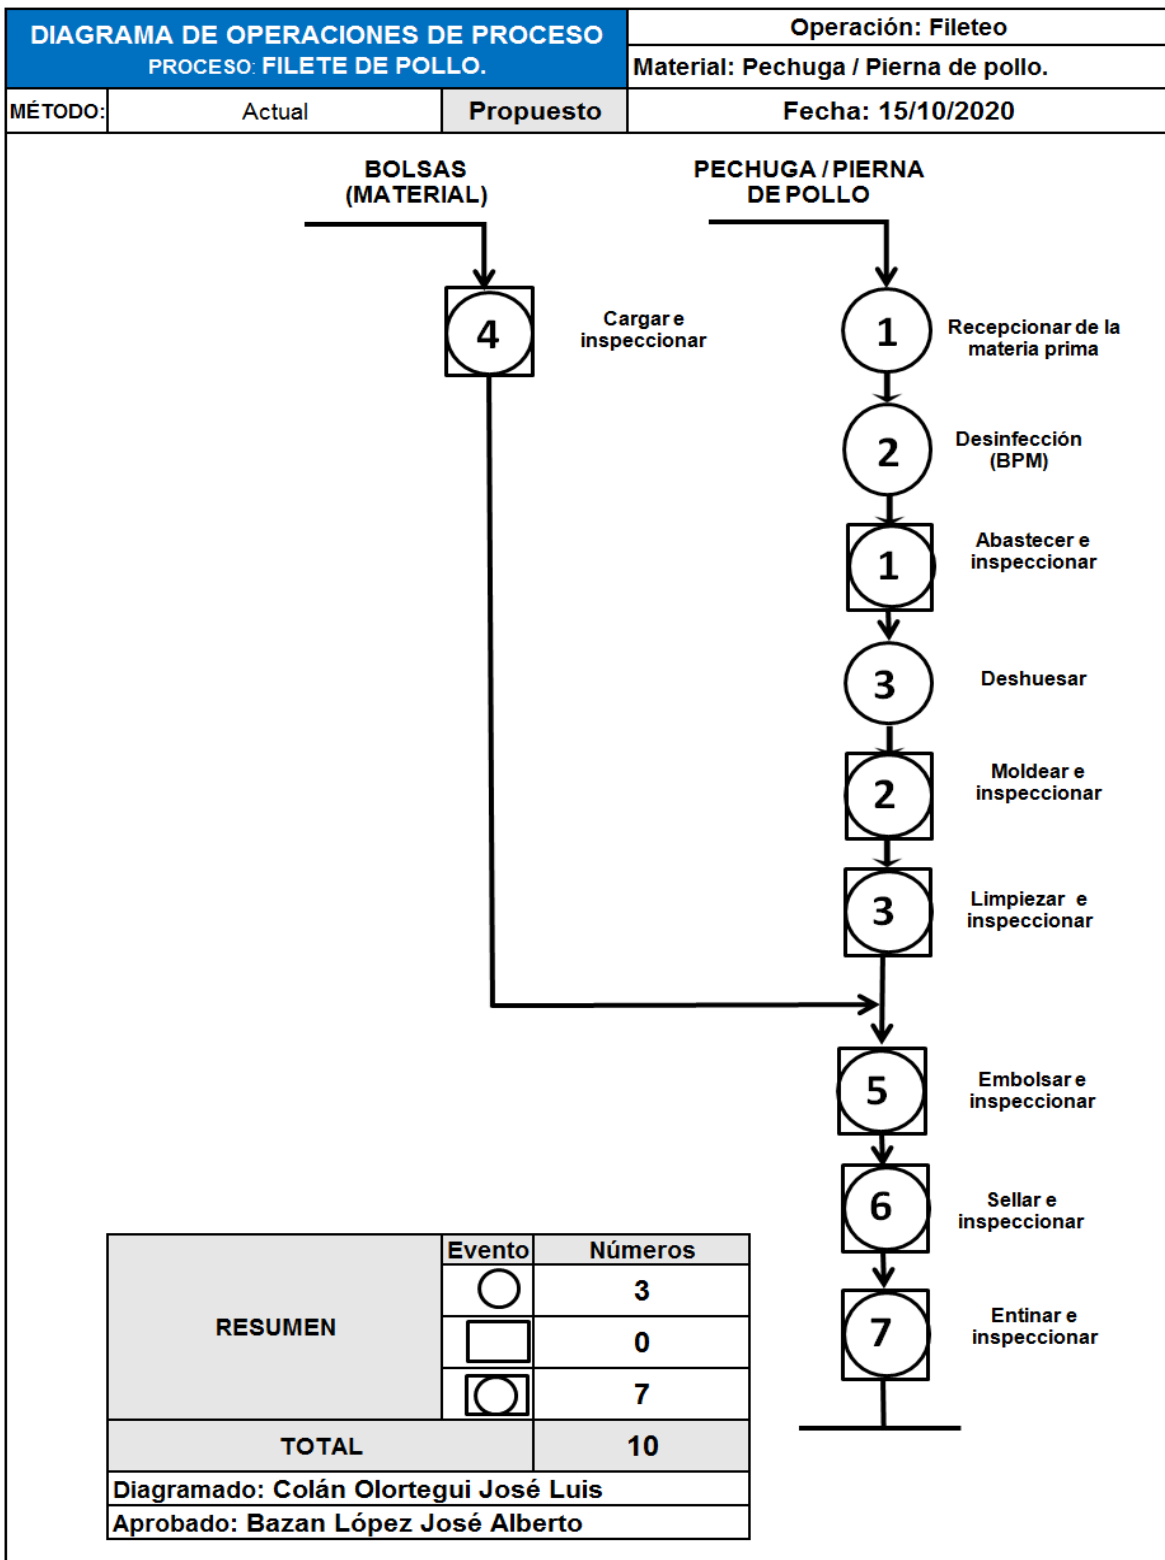 DIAGRAMA DE OPERACIONES DE PROCESO
PROCESO: FILETE DE POLLO.
Operación: Fileteo
Material: Pechuga / Pierna de pollo.
MÉTODO:
Actual
Propuesto
Fecha: 15/10/2020
BOLSAS
(MATERIAL)
PECHUGA / PIERNA
DE POLLO
4
Cargar e
inspeccionar
1
Recepcionar de la
materia prima
2
Desinfección
(BPM)
1
Abastecer e
inspeccionar
3
Deshuesar
2
Moldear e
inspeccionar
3
Limpiezar e
inspeccionar
5
Embolsar e
inspeccionar
6
Sellar e
inspeccionar
7
Entinar e
inspeccionar
RESUMEN
Evento
Números
3
0
7
TOTAL
10
Diagramado: Colán Olortegui José Luis
Aprobado: Bazan López José Alberto